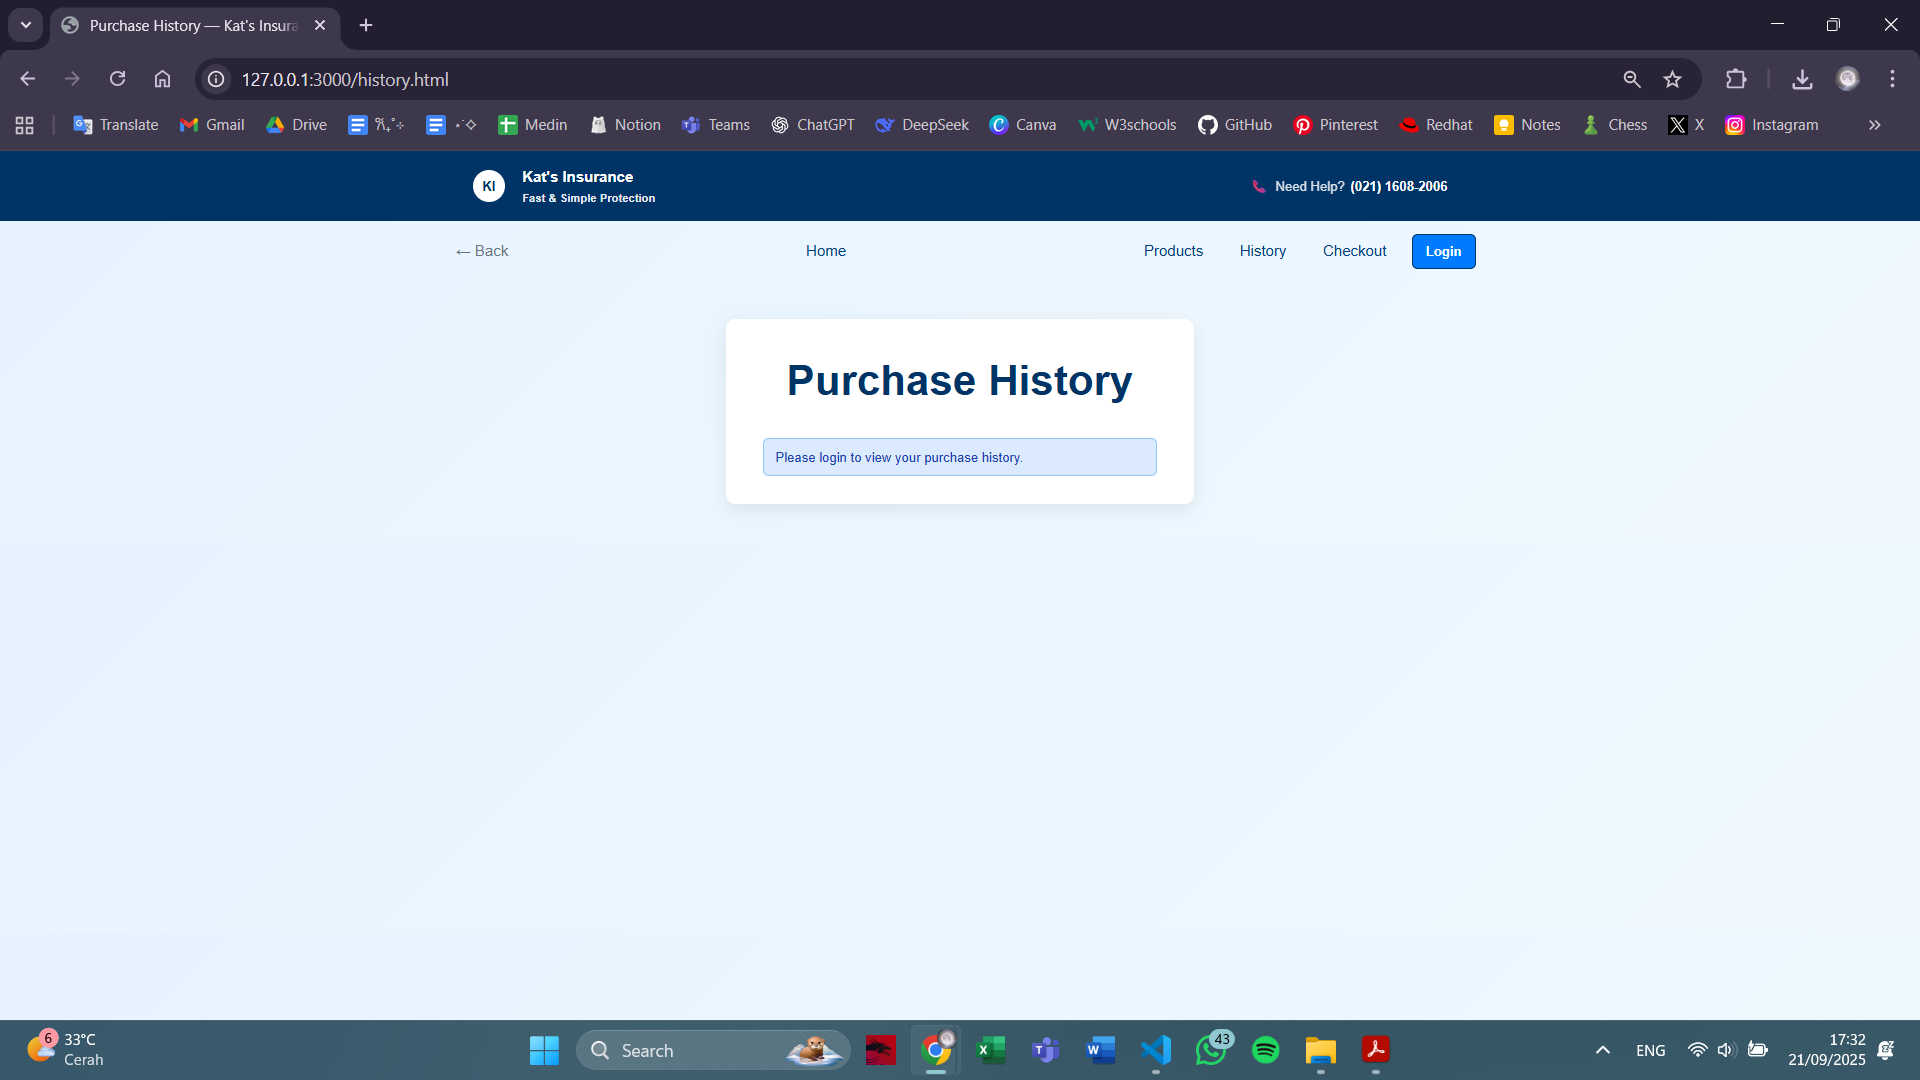 Purchase History — Kat's Insura
127.0.0.1:3000/history.html
Translate
Gmail
Drive
Medin
Notion
Teams
ChatGPT
DeepSeek
Canva
W3schools
GitHub
Pinterest
Redhat
Notes
Chess
X
Instagram
KI
Kat's Insurance
Fast & Simple Protection
Need Help? (021) 1608-2006
← Back
Home
Products
History
Checkout
Login
Purchase History
Please login to view your purchase history.
6
33°C
Cerah
Search
43
ENG
17:32
21/09/2025